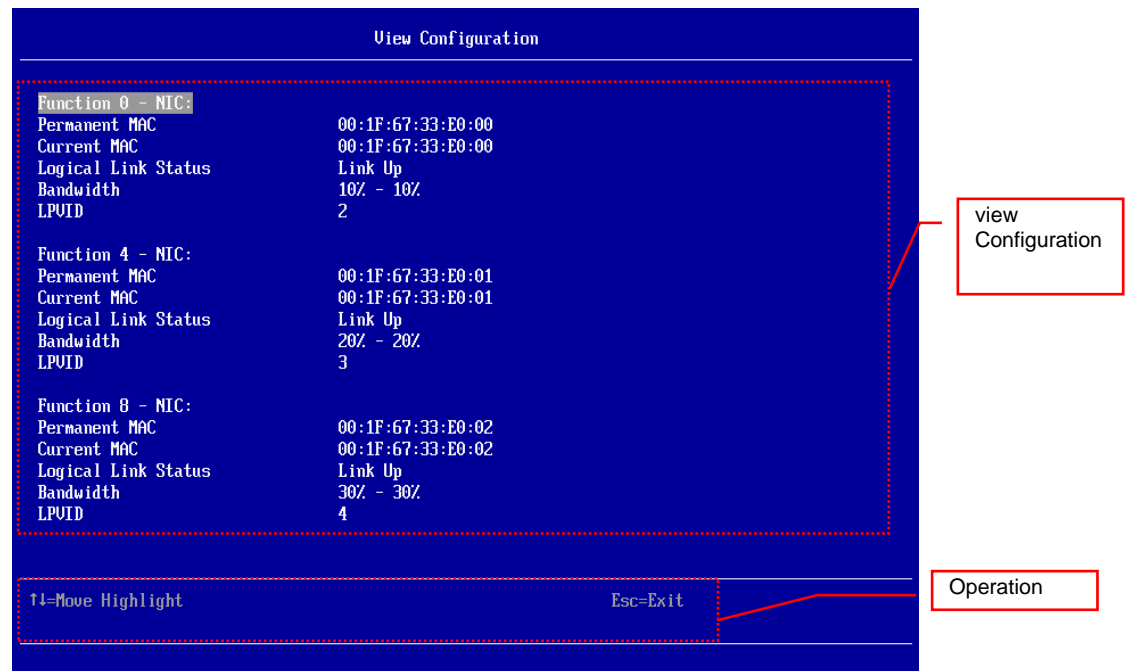 View Configuration
Function 0 - NIC:
Permanent MAC 00:1F:67:33:E0:00
Current MAC 00:1F:67:33:E0:00
Logical Link Status Link Up
Bandwidth 10% - 10%
LPVID 2
Function 4 - NIC:
Permanent MAC 00:1F:67:33:E0:01
Current MAC 00:1F:67:33:E0:01
Logical Link Status Link Up
Bandwidth 20% - 20%
LPVID 3
Function 8 - NIC:
Permanent MAC 00:1F:67:33:E0:02
Current MAC 00:1F:67:33:E0:02
Logical Link Status Link Up
Bandwidth 30% - 30%
LPVID 4
↑↓=Move Highlight Esc=Exit
view
Configuration
Operation